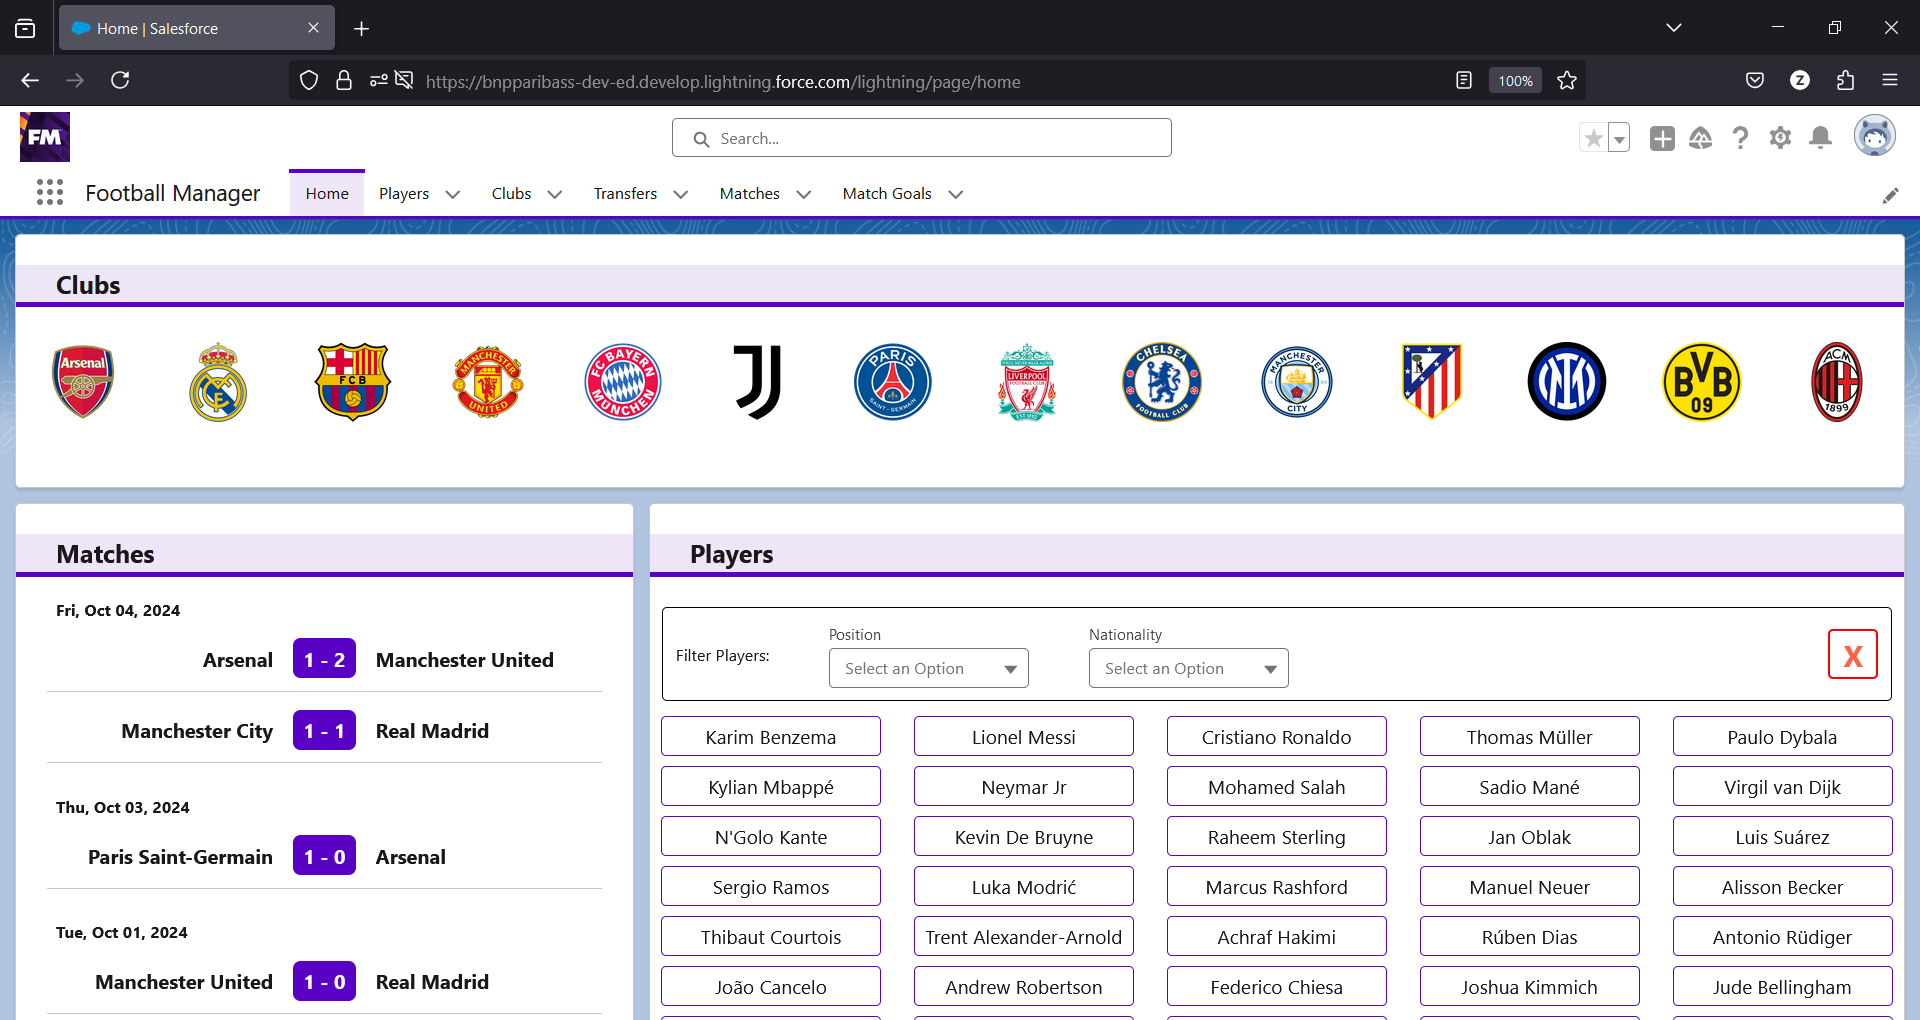 Home | Salesforce
https://bnpparibass-dev-ed.develop.lightning.force.com/lightning/page/home
100%
Z
FM
Search...
Football Manager
Home
Players
Clubs
Transfers
Matches
Match Goals
Clubs
Arsenal
FCB
MANCHESTER UNITED
FC BAYERN MÜNCHEN
PARIS SAINT-GERMAIN
LIVERPOOL FOOTBALL CLUB EST·1892
CHELSEA FOOTBALL CLUB
MANCHESTER CITY
BVB 09
ACM 1899
Matches
Fri, Oct 04, 2024
Arsenal 1 - 2 Manchester United
Manchester City 1 - 1 Real Madrid
Thu, Oct 03, 2024
Paris Saint-Germain 1 - 0 Arsenal
Tue, Oct 01, 2024
Manchester United 1 - 0 Real Madrid
Players
Filter Players:
Position
Select an Option
Nationality
Select an Option
X
Karim Benzema
Lionel Messi
Cristiano Ronaldo
Thomas Müller
Paulo Dybala
Kylian Mbappé
Neymar Jr
Mohamed Salah
Sadio Mané
Virgil van Dijk
N'Golo Kante
Kevin De Bruyne
Raheem Sterling
Jan Oblak
Luis Suárez
Sergio Ramos
Luka Modrić
Marcus Rashford
Manuel Neuer
Alisson Becker
Thibaut Courtois
Trent Alexander-Arnold
Achraf Hakimi
Rúben Dias
Antonio Rüdiger
João Cancelo
Andrew Robertson
Federico Chiesa
Joshua Kimmich
Jude Bellingham